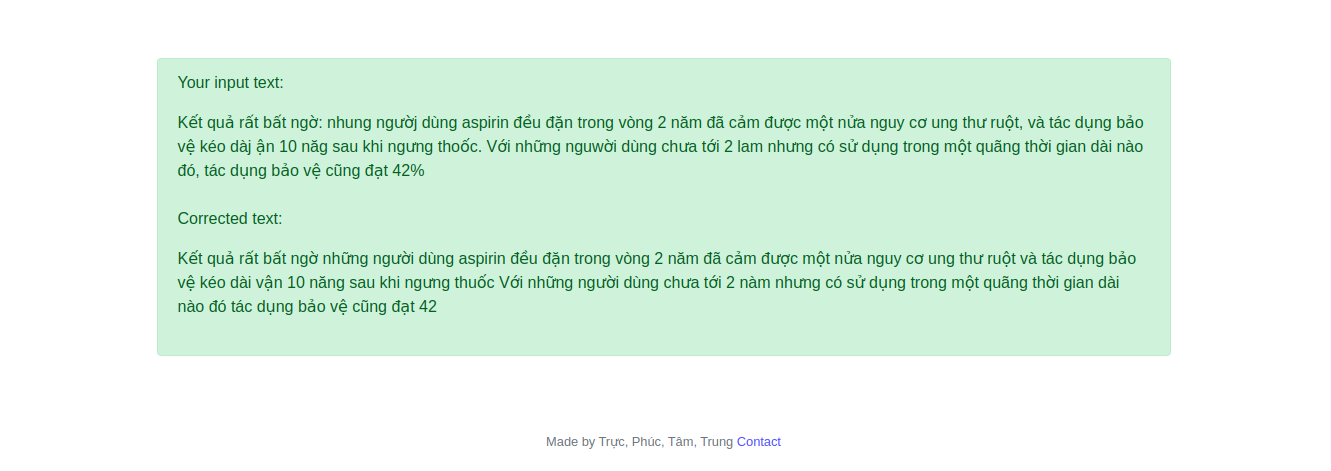 Your input text:
Kết quả rất bất ngờ: nhung ngườj dùng aspirin đều đặn trong vòng 2 năm đã cảm được một nửa nguy cơ ung thư ruột, và tác dụng bảo
vệ kéo dàj ận 10 năg sau khi ngưng thoốc. Với những nguwời dùng chưa tới 2 lam nhưng có sử dụng trong một quãng thời gian dài nào
đó, tác dụng bảo vệ cũng đạt 42%
Corrected text:
Kết quả rất bất ngờ những người dùng aspirin đều đặn trong vòng 2 năm đã cảm được một nửa nguy cơ ung thư ruột và tác dụng bảo
vệ kéo dài vận 10 năng sau khi ngưng thuốc Với những người dùng chưa tới 2 nàm nhưng có sử dụng trong một quãng thời gian dài
nào đó tác dụng bảo vệ cũng đạt 42
Made by Trực, Phúc, Tâm, Trung Contact